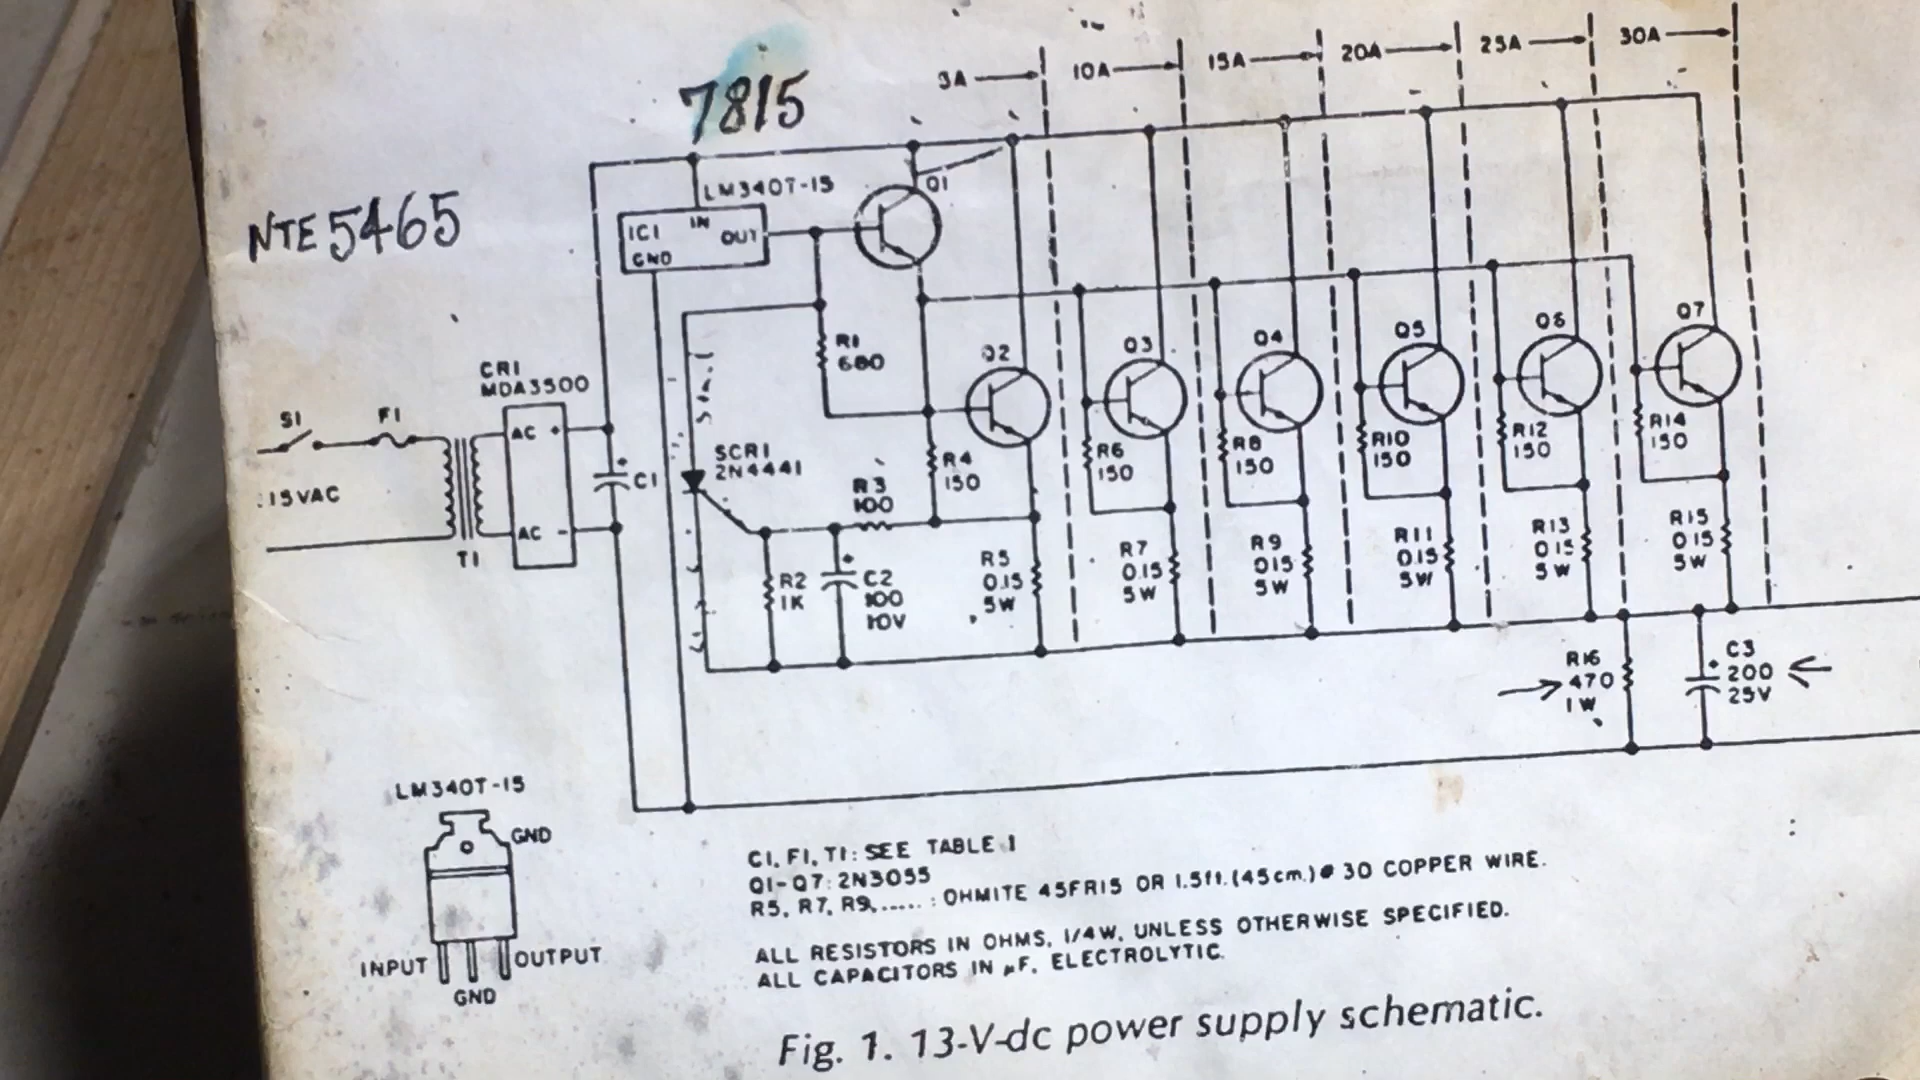 3A 10A 15A 20A 25A 30A
7815
LM340T-15
Q1
NTE 5465
IC1 IN OUT
GND
R1
680
Q2 Q3 Q4 Q5 Q6 Q7
CR1
MDA3500
S1 F1
AC +
C1
15VAC
T1
AC -
SCR1
2N4441
R3
100
R4
150
R6
150
R8
150
R10
150
R12
150
R14
150
R2
1K
C2
100
10V
R5
0.15
5W
R7
0.15
5W
R9
015
5W
R11
0.15
5W
R13
0 15
5W
R15
0 15
5W
R16
470
1W
C3
200
25V
LM340T-15
GND
INPUT
OUTPUT
GND
C1, F1, T1: SEE TABLE 1
Q1-Q7: 2N3055
R5, R7, R9,.....: OHMITE 45FR15 OR 1.5ft.(45cm.)# 30 COPPER WIRE.
ALL RESISTORS IN OHMS, 1/4W, UNLESS OTHERWISE SPECIFIED.
ALL CAPACITORS IN µF, ELECTROLYTIC.
Fig. 1. 13-V-dc power supply schematic.